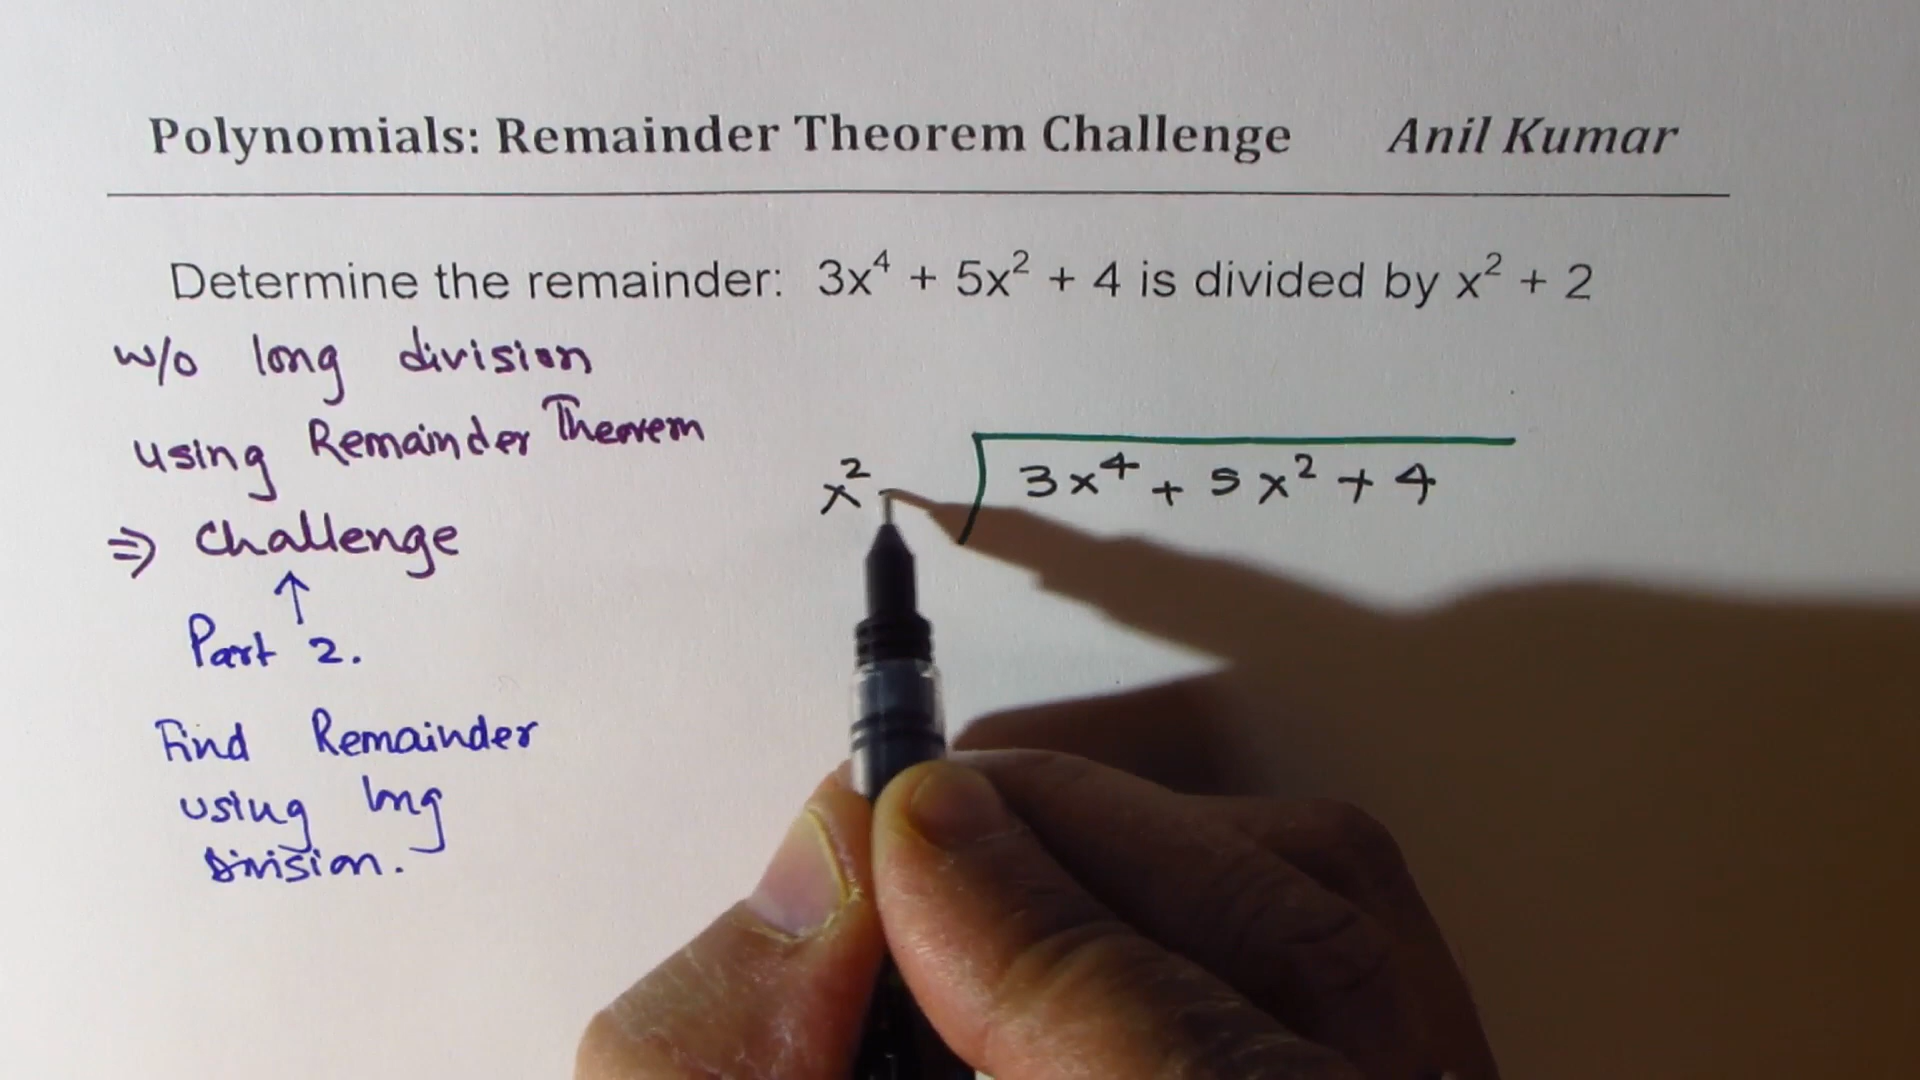 Polynomials: Remainder Theorem Challenge Anil Kumar
Determine the remainder: 3x⁴ + 5x² + 4 is divided by x² + 2
w/o long division
using Remainder Theorem
⇒ Challenge
↑
Part 2.
Find Remainder
using long
Division.
x² 3x⁴ + 5x² + 4